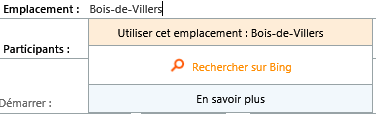 Emplacement : Bois-de-Villers
Utiliser cet emplacement : Bois-de-Villers
Participants :
Rechercher sur Bing
Démarrer :
En savoir plus